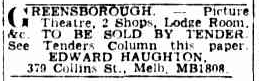 GREENSBOROUGH. — Picture
Theatre, 2 Shops, Lodge Room,
&c. TO BE SOLD BY TENDER.
See Tenders Column this paper.
EDWARD HAUGHTON,
379 Collins St., Melb. MB1808.